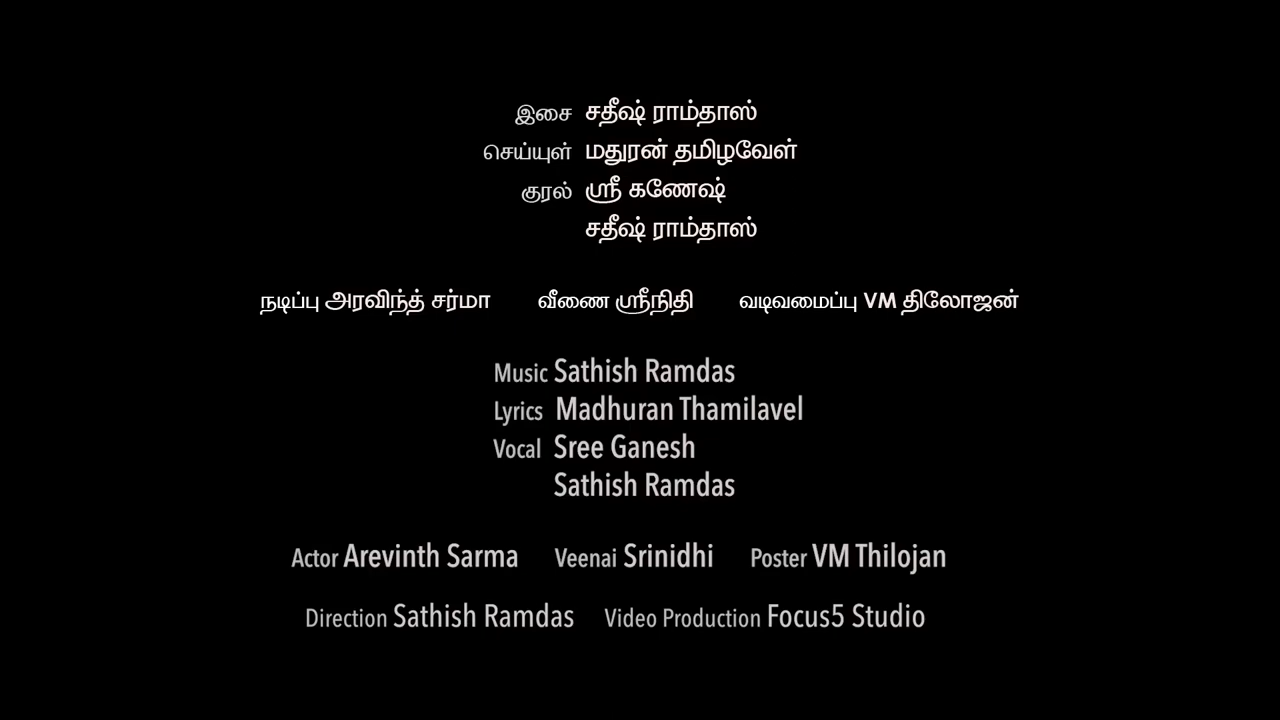 இசை சதீஷ் ராம்தாஸ்
செய்யுள் மதுரன் தமிழவேள்
குரல் ஸ்ரீ கணேஷ்
சதீஷ் ராம்தாஸ்
நடிப்பு அரவிந்த் சர்மா வீணை ஸ்ரீநிதி வடிவமைப்பு VM திலோஜன்
Music Sathish Ramdas
Lyrics Madhuran Thamilavel
Vocal Sree Ganesh
Sathish Ramdas
Actor Arevinth Sarma Veenai Srinidhi Poster VM Thilojan
Direction Sathish Ramdas Video Production Focus5 Studio